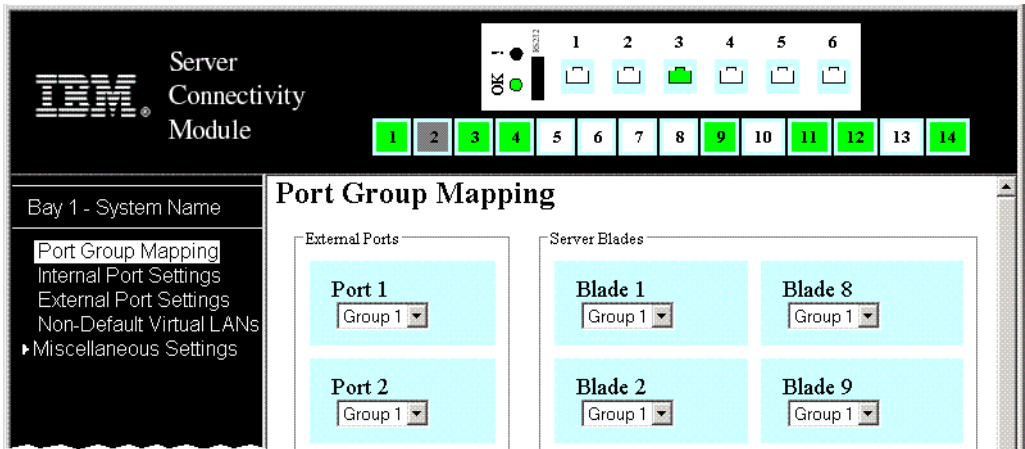 IBM®
Server
Connectivity
Module
! OK
RS232
1 2 3 4 5 6
1 2 3 4 5 6 7 8 9 10 11 12 13 14
Bay 1 - System Name
Port Group Mapping
Internal Port Settings
External Port Settings
Non-Default Virtual LANs
Miscellaneous Settings
Port Group Mapping
External Ports
Port 1
Group 1
Port 2
Group 1
Server Blades
Blade 1
Group 1
Blade 8
Group 1
Blade 2
Group 1
Blade 9
Group 1